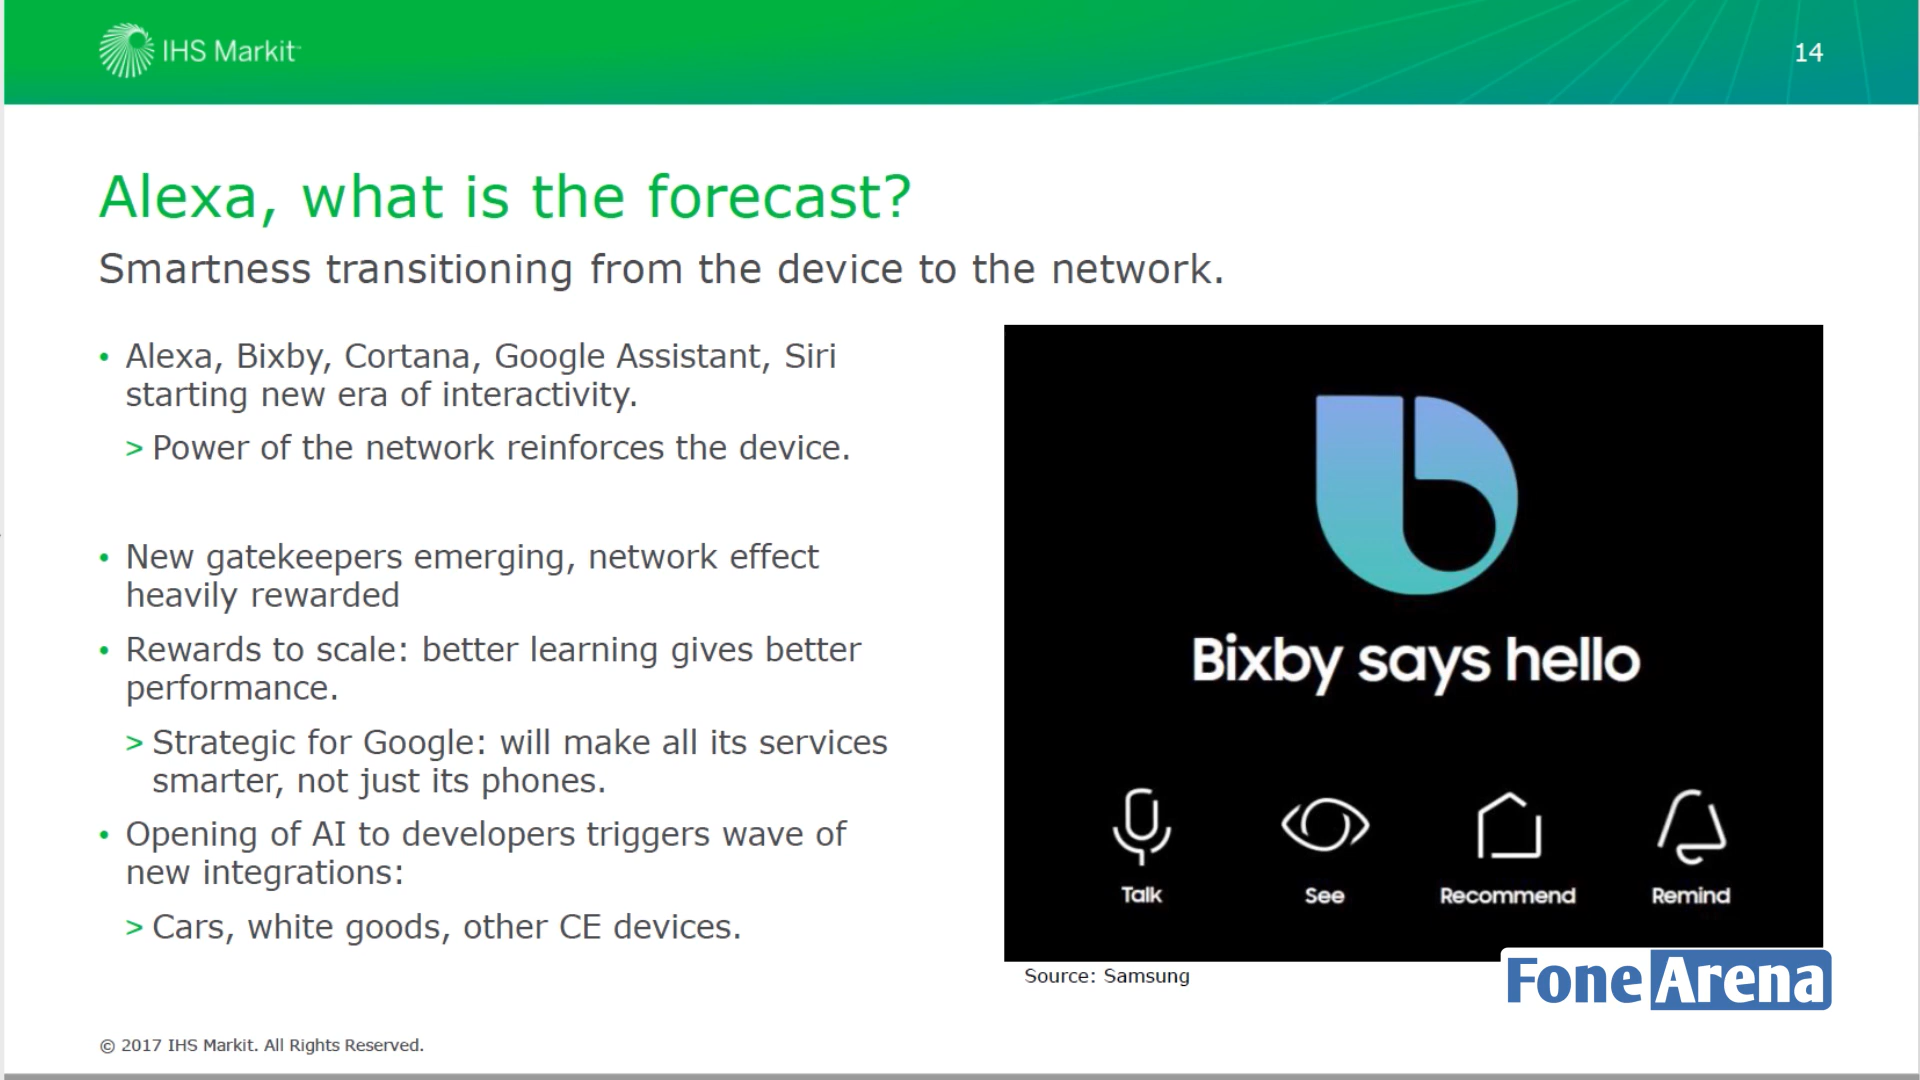 IHS Markit
14
Alexa, what is the forecast?
Smartness transitioning from the device to the network.
• Alexa, Bixby, Cortana, Google Assistant, Siri
starting new era of interactivity.
> Power of the network reinforces the device.
• New gatekeepers emerging, network effect
heavily rewarded
• Rewards to scale: better learning gives better
performance.
> Strategic for Google: will make all its services
smarter, not just its phones.
• Opening of AI to developers triggers wave of
new integrations:
> Cars, white goods, other CE devices.
Bixby says hello
Talk See Recommend Remind
Source: Samsung
FoneArena
© 2017 IHS Markit. All Rights Reserved.